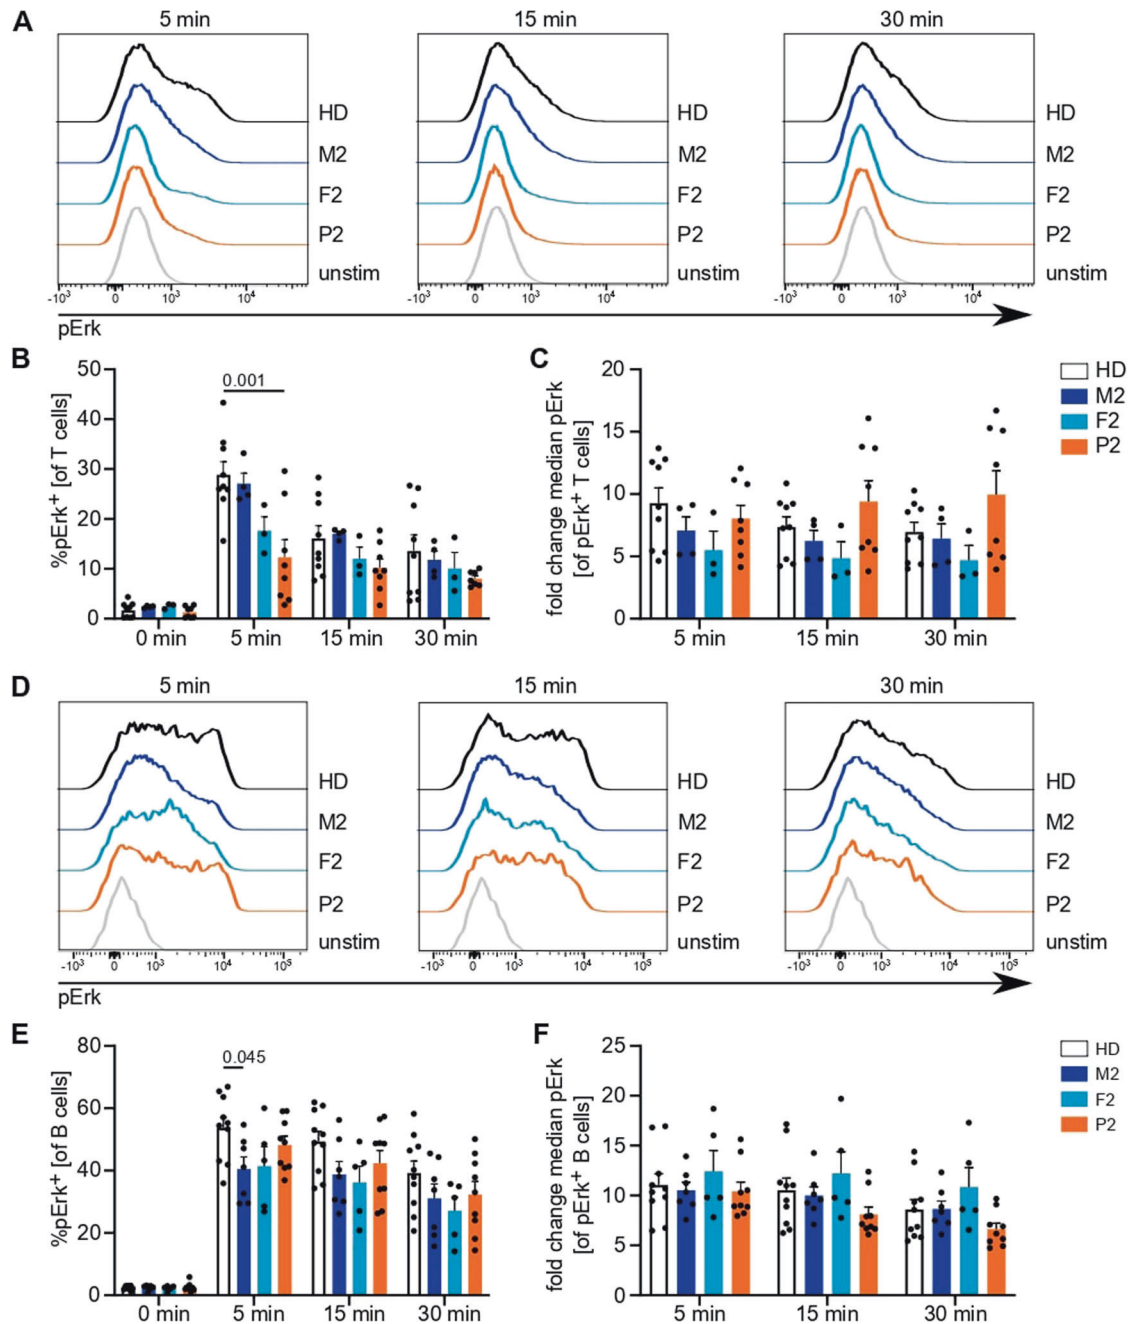 A
5 min
15 min
30 min
HD
M2
F2
P2
unstim
HD
M2
F2
P2
unstim
HD
M2
F2
P2
unstim
-10³ 0 10³ 10⁴
-10³ 0 10³ 10⁴
-10³ 0 10³ 10⁴
pErk
B
%pErk⁺ [of T cells]
50
40
30
20
10
0
0.001
0 min 5 min 15 min 30 min
C
fold change median pErk
[of pErk⁺ T cells]
20
15
10
5
0
5 min 15 min 30 min
HD
M2
F2
P2
D
5 min
15 min
30 min
HD
M2
F2
P2
unstim
HD
M2
F2
P2
unstim
HD
M2
F2
P2
unstim
-10³ 0 10³ 10⁴ 10⁵
-10³ 0 10³ 10⁴ 10⁵
-10³ 0 10³ 10⁴ 10⁵
pErk
E
%pErk⁺ [of B cells]
80
60
40
20
0
0.045
0 min 5 min 15 min 30 min
F
fold change median pErk
[of pErk⁺ B cells]
25
20
15
10
5
0
5 min 15 min 30 min
HD
M2
F2
P2